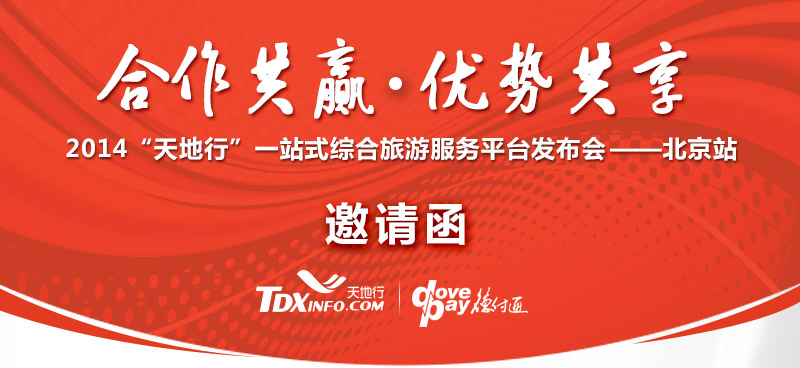 合作共赢·优势共享
2014“天地行”一站式综合旅游服务平台发布会——北京站
邀请函
天地行
TDXINFO.COM
dlove
pay 德付通